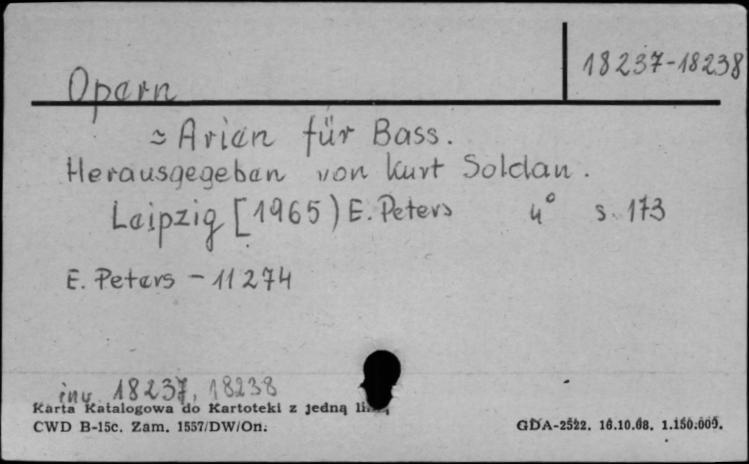 18237-18238
Opern
≃ Arien für Bass.
Herausgegeben von Kurt Soldan.
Leipzig [1965) E. Peters 4° s. 173
E. Peters – 11274
inw. 18237, 18238
Karta Katalogowa do Kartoteki z jedną
CWD B-15c. Zam. 1557/DW/On.
GDA-2522. 16.10.68. 1.150.000.